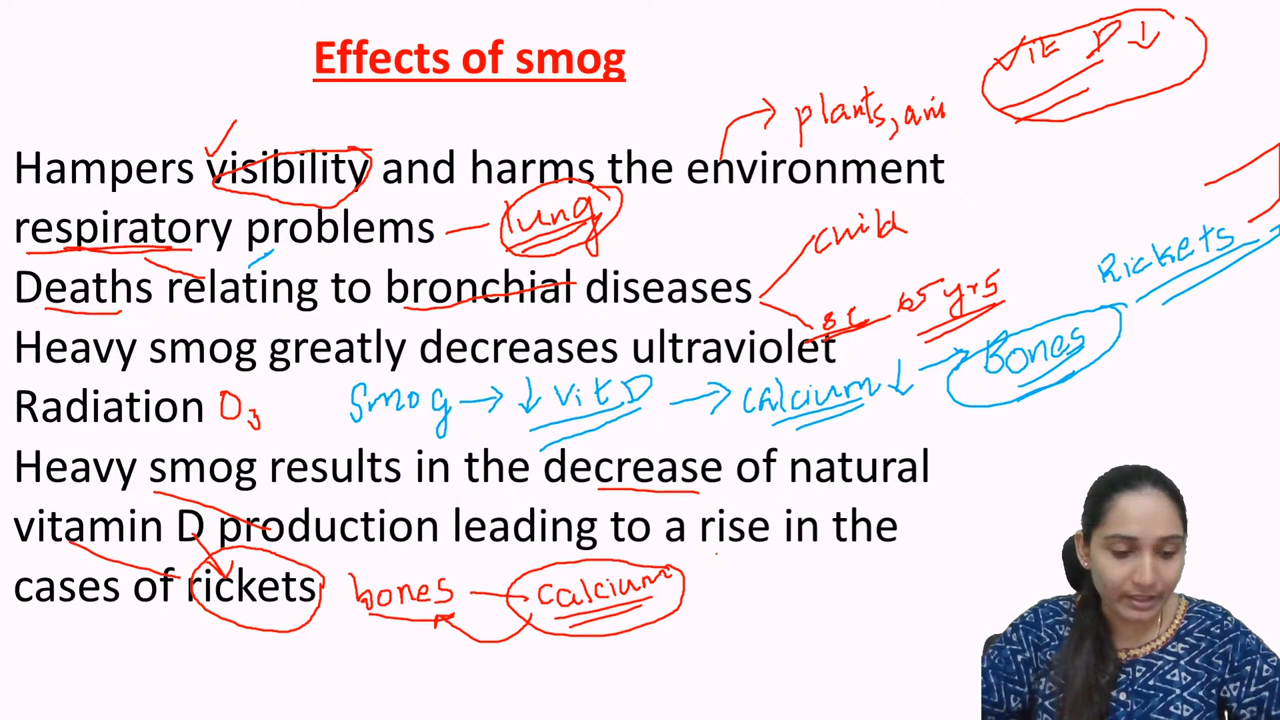 Effects of smog
Vit D ↓
plants, ani
Hampers visibility and harms the environment
respiratory problems — lung
child
Deaths relating to bronchial diseases
65 yrs
Rickets
Heavy smog greatly decreases ultraviolet
Bones
Radiation O3 smog → ↓ Vit D → calcium ↓
Heavy smog results in the decrease of natural
vitamin D production leading to a rise in the
cases of rickets bones — calcium